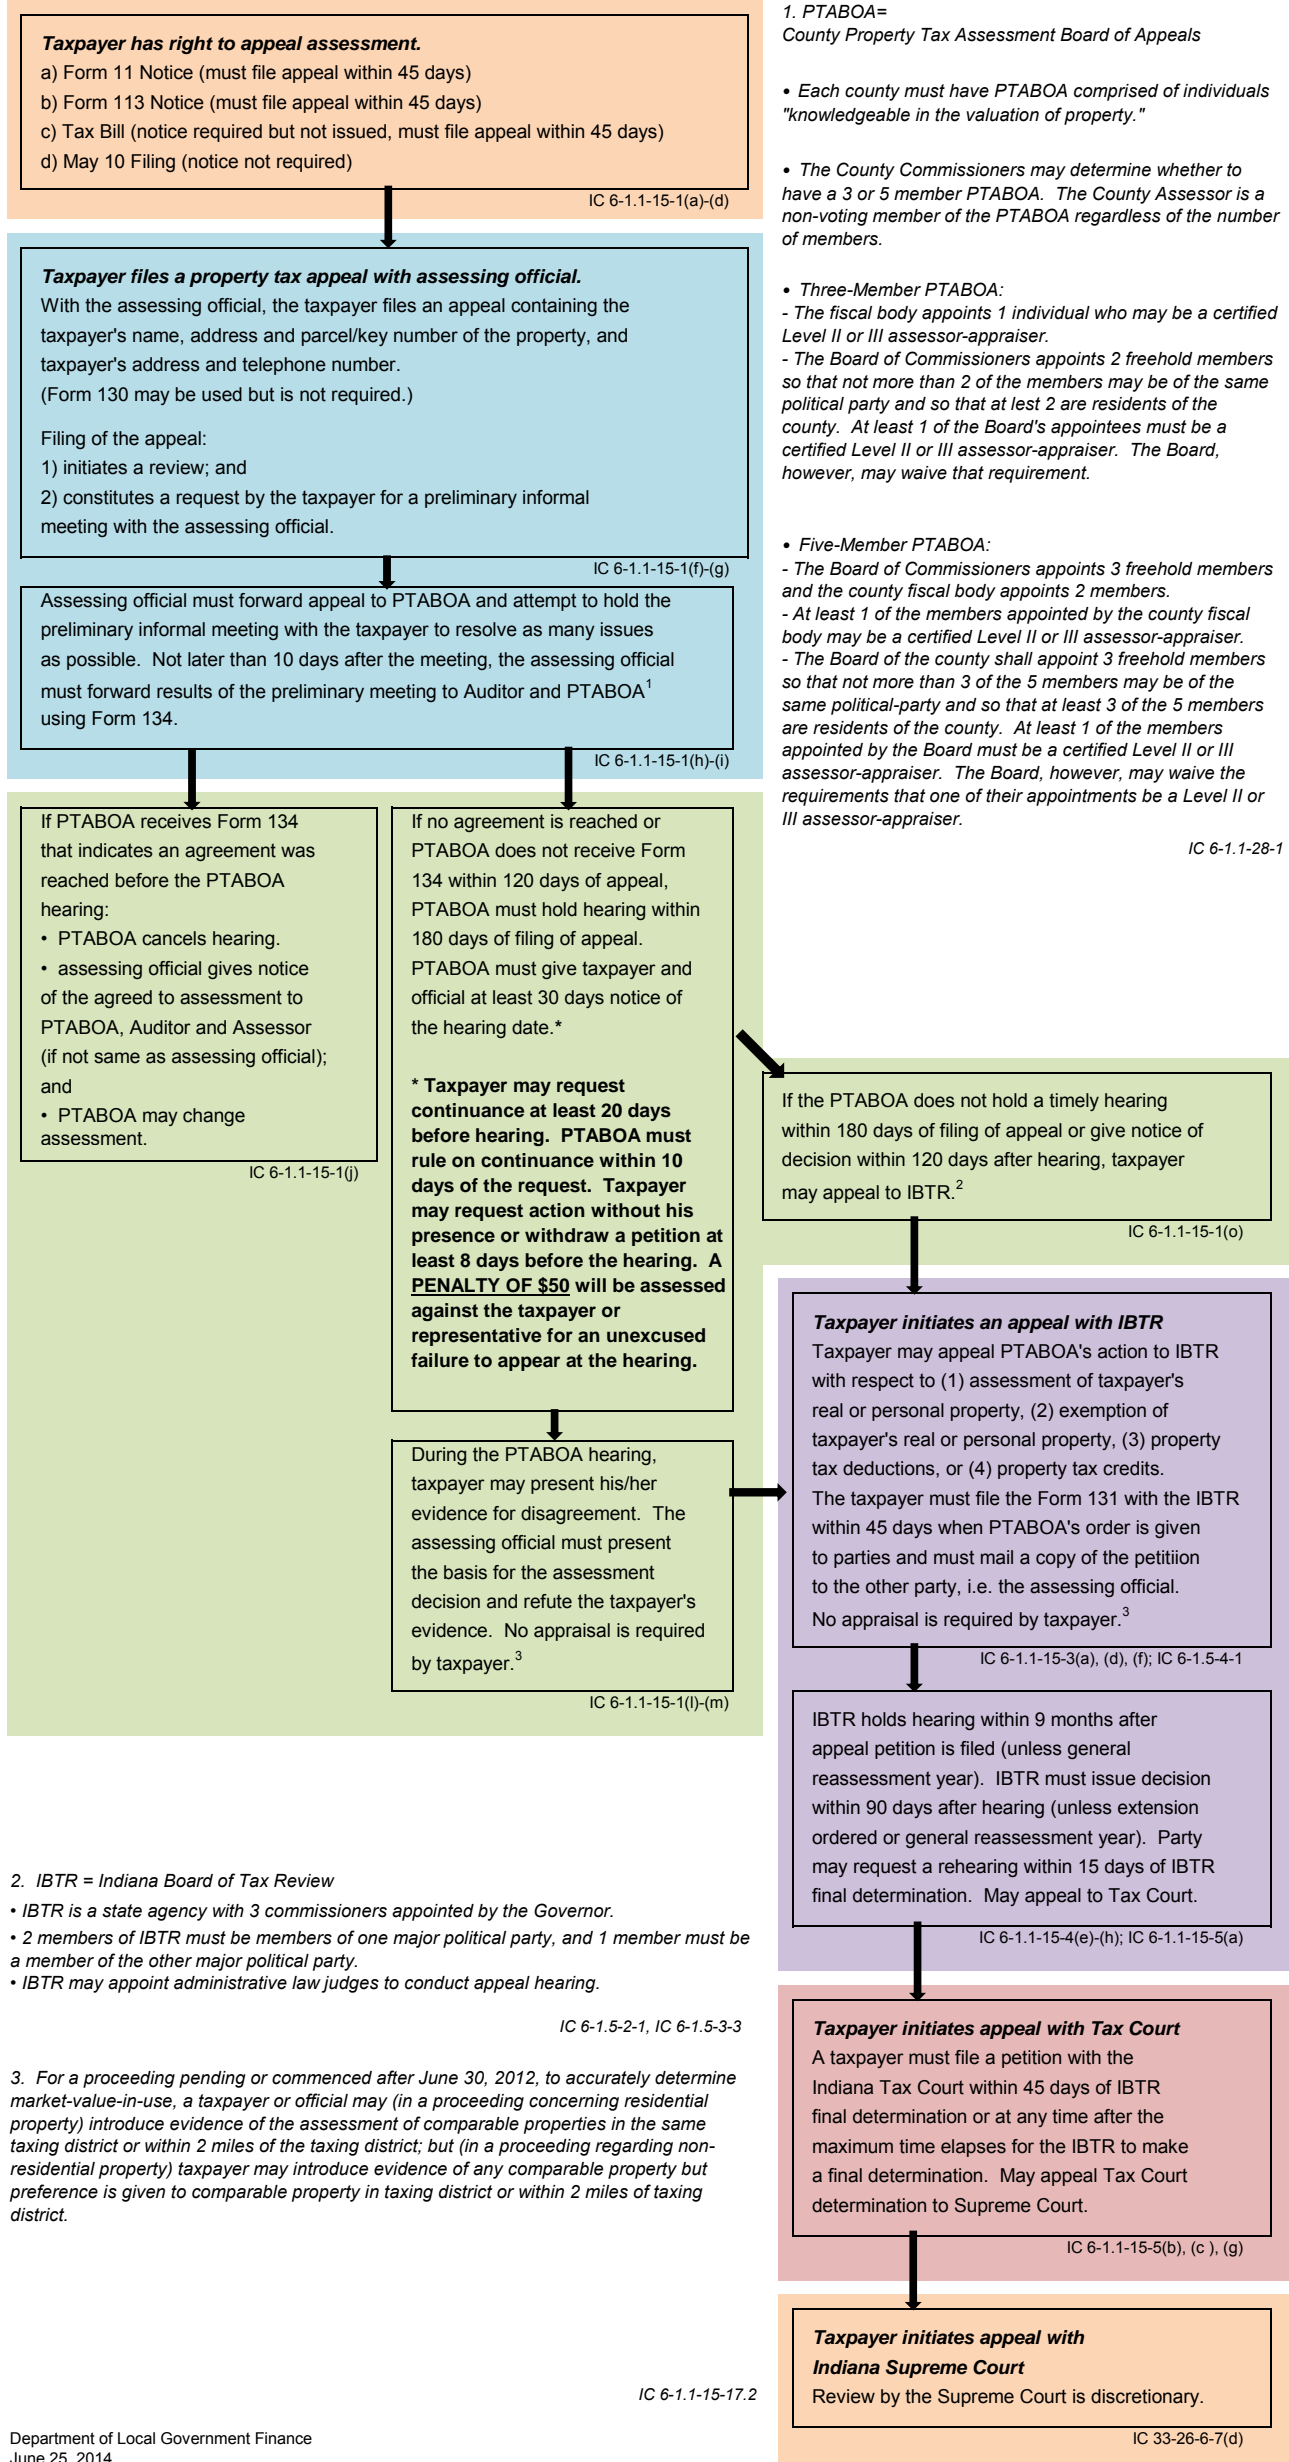 Taxpayer has right to appeal assessment.
a) Form 11 Notice (must file appeal within 45 days)
b) Form 113 Notice (must file appeal within 45 days)
c) Tax Bill (notice required but not issued, must file appeal within 45 days)
d) May 10 Filing (notice not required)
IC 6-1.1-15-1(a)-(d)
Taxpayer files a property tax appeal with assessing official.
With the assessing official, the taxpayer files an appeal containing the
taxpayer's name, address and parcel/key number of the property, and
taxpayer's address and telephone number.
(Form 130 may be used but is not required.)
Filing of the appeal:
1) initiates a review; and
2) constitutes a request by the taxpayer for a preliminary informal
meeting with the assessing official.
IC 6-1.1-15-1(f)-(g)
Assessing official must forward appeal to PTABOA and attempt to hold the
preliminary informal meeting with the taxpayer to resolve as many issues
as possible.  Not later than 10 days after the meeting, the assessing official
must forward results of the preliminary meeting to Auditor and PTABOA1
using Form 134.
IC 6-1.1-15-1(h)-(i)
If PTABOA receives Form 134
that indicates an agreement was
reached before the PTABOA
hearing:
• PTABOA cancels hearing.
• assessing official gives notice
of the agreed to assessment to
PTABOA, Auditor and Assessor
(if not same as assessing official);
and
• PTABOA may change
assessment.
IC 6-1.1-15-1(j)
If no agreement is reached or
PTABOA does not receive Form
134 within 120 days of appeal,
PTABOA must hold hearing within
180 days of filing of appeal.
PTABOA must give taxpayer and
official at least 30 days notice of
the hearing date.*
* Taxpayer may request
continuance at least 20 days
before hearing.  PTABOA must
rule on continuance within 10
days of the request.  Taxpayer
may request action without his
presence or withdraw a petition at
least 8 days before the hearing.  A
PENALTY OF $50 will be assessed
against the taxpayer or
representative for an unexcused
failure to appear at the hearing.
During the PTABOA hearing,
taxpayer may present his/her
evidence for disagreement.  The
assessing official must present
the basis for the assessment
decision and refute the taxpayer's
evidence.  No appraisal is required
by taxpayer.3
IC 6-1.1-15-1(l)-(m)
1. PTABOA=
County Property Tax Assessment Board of Appeals
• Each county must have PTABOA comprised of individuals
"knowledgeable in the valuation of property."
• The County Commissioners may determine whether to
have a 3 or 5 member PTABOA.  The County Assessor is a
non-voting member of the PTABOA regardless of the number
of members.
• Three-Member PTABOA:
- The fiscal body appoints 1 individual who may be a certified
Level II or III assessor-appraiser.
- The Board of Commissioners appoints 2 freehold members
so that not more than 2 of the members may be of the same
political party and so that at lest 2 are residents of the
county.  At least 1 of the Board's appointees must be a
certified Level II or III assessor-appraiser.  The Board,
however, may waive that requirement.
• Five-Member PTABOA:
- The Board of Commissioners appoints 3 freehold members
and the county fiscal body appoints 2 members.
- At least 1 of the members appointed by the county fiscal
body may be a certified Level II or III assessor-appraiser.
- The Board of the county shall appoint 3 freehold members
so that not more than 3 of the 5 members may be of the
same political-party and so that at least 3 of the 5 members
are residents of the county.  At least 1 of the members
appointed by the Board must be a certified Level II or III
assessor-appraiser.  The Board, however, may waive the
requirements that one of their appointments be a Level II or
III assessor-appraiser.
IC 6-1.1-28-1
If the PTABOA does not hold a timely hearing
within 180 days of filing of appeal or give notice of
decision within 120 days after hearing, taxpayer
may appeal to IBTR.2
IC 6-1.1-15-1(o)
Taxpayer initiates an appeal with IBTR
Taxpayer may appeal PTABOA's action to IBTR
with respect to (1) assessment of taxpayer's
real or personal property, (2) exemption of
taxpayer's real or personal property, (3) property
tax deductions, or (4) property tax credits.
The taxpayer must file the Form 131 with the IBTR
within 45 days when PTABOA's order is given
to parties and must mail a copy of the petitiion
to the other party, i.e. the assessing official.
No appraisal is required by taxpayer.3
IC 6-1.1-15-3(a), (d), (f); IC 6-1.5-4-1
IBTR holds hearing within 9 months after
appeal petition is filed (unless general
reassessment year).  IBTR must issue decision
within 90 days after hearing (unless extension
ordered or general reassessment year).  Party
may request a rehearing within 15 days of IBTR
final determination.  May appeal to Tax Court.
IC 6-1.1-15-4(e)-(h); IC 6-1.1-15-5(a)
Taxpayer initiates appeal with Tax Court
A taxpayer must file a petition with the
Indiana Tax Court within 45 days of IBTR
final determination or at any time after the
maximum time elapses for the IBTR to make
a final determination.  May appeal Tax Court
determination to Supreme Court.
IC 6-1.1-15-5(b), (c ), (g)
Taxpayer initiates appeal with
Indiana Supreme Court
Review by the Supreme Court is discretionary.
IC 33-26-6-7(d)
2.  IBTR = Indiana Board of Tax Review
• IBTR is a state agency with 3 commissioners appointed by the Governor.
• 2 members of IBTR must be members of one major political party, and 1 member must be
a member of the other major political party.
• IBTR may appoint administrative law judges to conduct appeal hearing.
IC 6-1.5-2-1, IC 6-1.5-3-3
3.  For a proceeding pending or commenced after June 30, 2012, to accurately determine
market-value-in-use, a taxpayer or official may (in a proceeding concerning residential
property) introduce evidence of the assessment of comparable properties in the same
taxing district or within 2 miles of the taxing district; but (in a proceeding regarding non-
residential property) taxpayer may introduce evidence of any comparable property but
preference is given to comparable property in taxing district or within 2 miles of taxing
district.
IC 6-1.1-15-17.2
Department of Local Government Finance
June 25, 2014